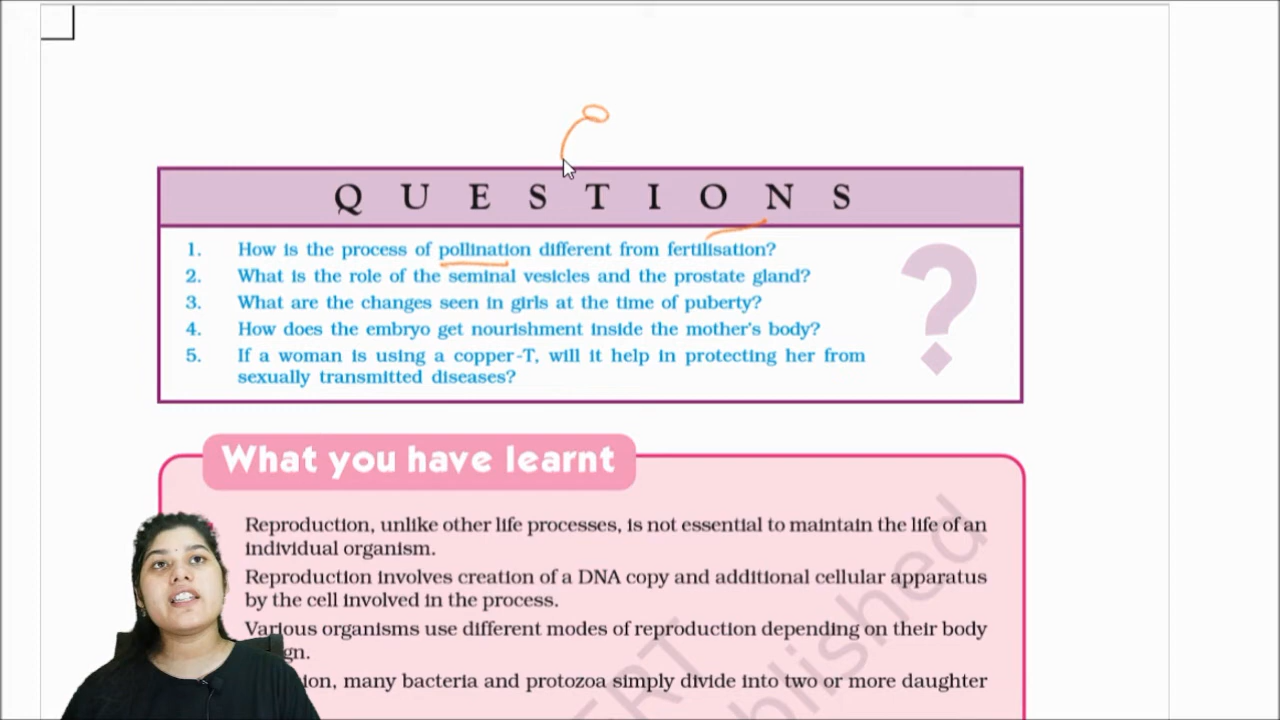 QUESTIONS
1. How is the process of pollination different from fertilisation?
2. What is the role of the seminal vesicles and the prostate gland?
3. What are the changes seen in girls at the time of puberty?
4. How does the embryo get nourishment inside the mother's body?
5. If a woman is using a copper-T, will it help in protecting her from
sexually transmitted diseases?
?
What you have learnt
Reproduction, unlike other life processes, is not essential to maintain the life of an
individual organism.
Reproduction involves creation of a DNA copy and additional cellular apparatus
by the cell involved in the process.
Various organisms use different modes of reproduction depending on their body
many bacteria and protozoa simply divide into two or more daughter